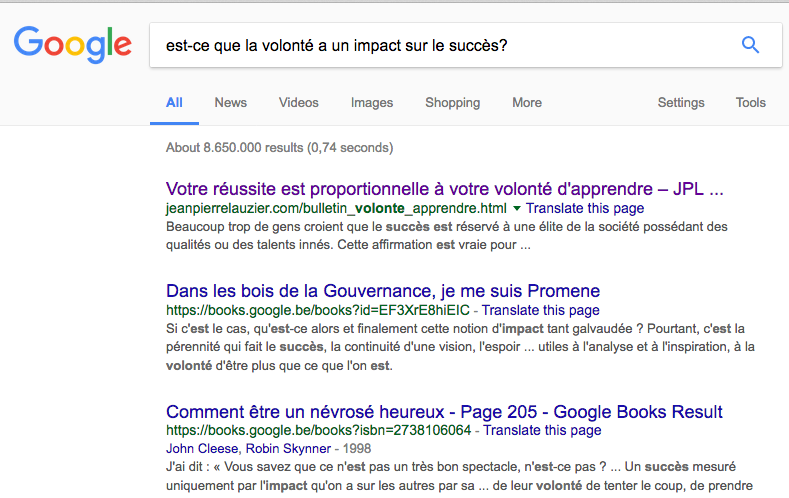 Google
est-ce que la volonté a un impact sur le succès?
All News Videos Images Shopping More Settings Tools
About 8.650.000 results (0,74 seconds)
Votre réussite est proportionnelle à votre volonté d'apprendre – JPL ...
jeanpierrelauzier.com/bulletin_volonte_apprendre.html Translate this page
Beaucoup trop de gens croient que le succès est réservé à une élite de la société possédant des
qualités ou des talents innés. Cette affirmation est vraie pour ...
Dans les bois de la Gouvernance, je me suis Promene
https://books.google.be/books?id=EF3XrE8hiEIC - Translate this page
Si c'est le cas, qu'est-ce alors et finalement cette notion d'impact tant galvaudée ? Pourtant, c'est la
pérennité qui fait le succès, la continuité d'une vision, l'espoir ... utiles à l'analyse et à l'inspiration, à la
volonté d'être plus que ce que l'on est.
Comment être un névrosé heureux - Page 205 - Google Books Result
https://books.google.be/books?isbn=2738106064 - Translate this page
John Cleese, Robin Skynner - 1998
J'ai dit : « Vous savez que ce n'est pas un très bon spectacle, n'est-ce pas ? ... Un succès mesuré
uniquement par l'impact qu'on a sur les autres par sa ... de leur volonté de tenter le coup, de prendre